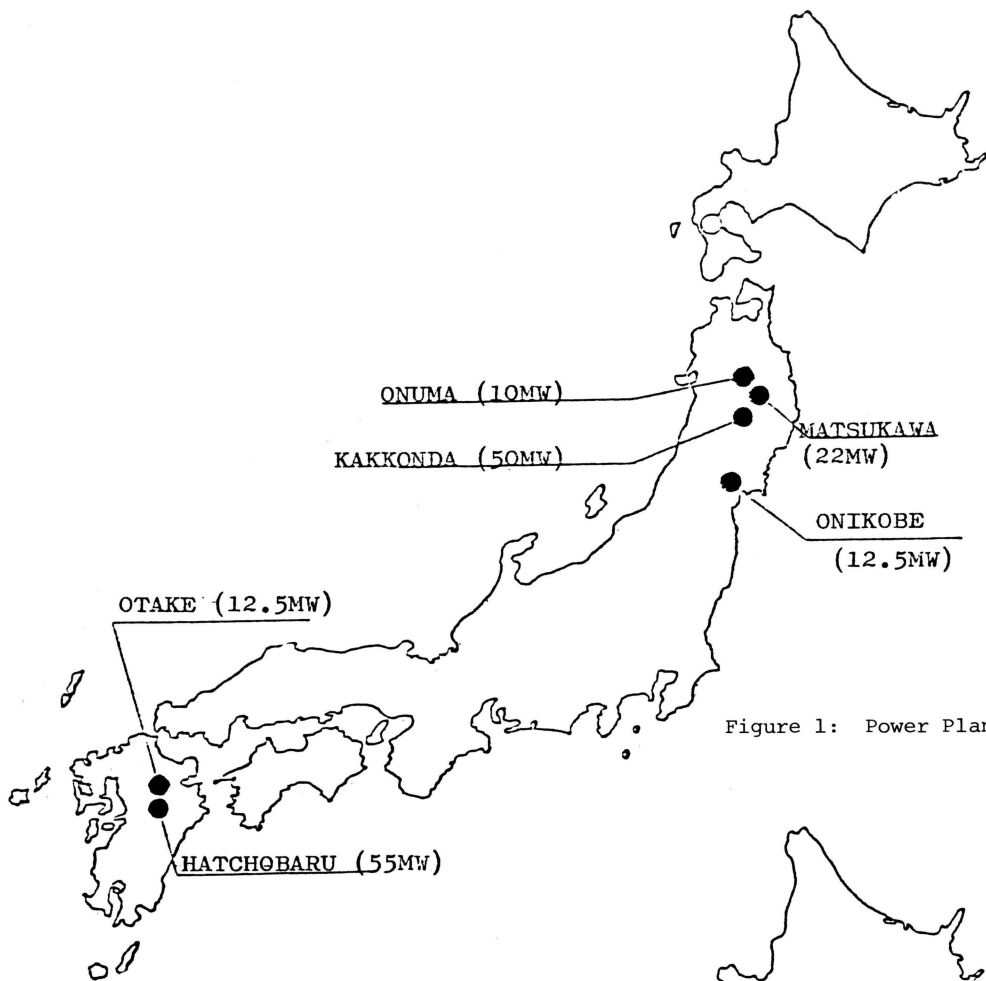 ONUMA (10MW)
KAKKONDA (50MW)
MATSUKAWA
(22MW)
ONIKOBE
(12.5MW)
OTAKE (12.5MW)
Figure 1: Power Plan
HATCHOBARU (55MW)